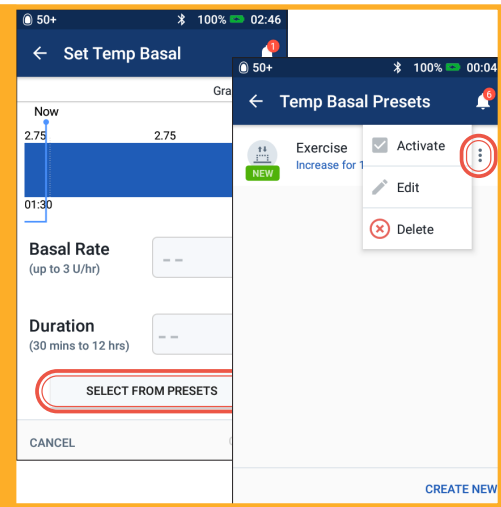 50+ 100% 02:46
Set Temp Basal 1
Gra
Now
2.75 2.75
01:30
Basal Rate
(up to 3 U/hr)
--
Duration
(30 mins to 12 hrs)
--
SELECT FROM PRESETS
CANCEL
50+ 100% 00:04
Temp Basal Presets 6
Exercise
Increase for 1
NEW
Activate
Edit
Delete
CREATE NEW